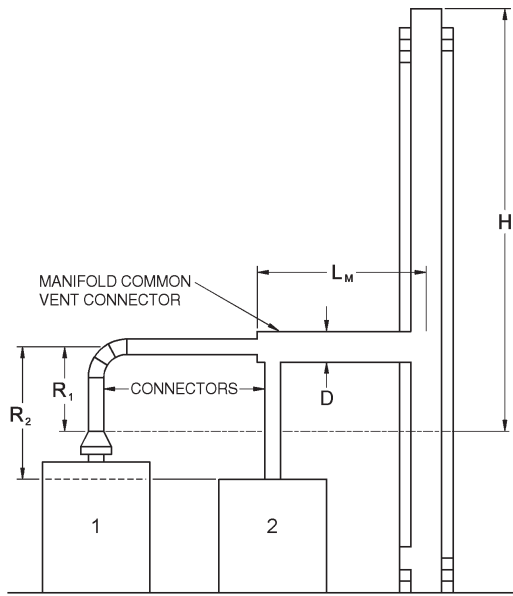 H
L M
MANIFOLD COMMON
VENT CONNECTOR
R 1
R 2
CONNECTORS
D
1
2